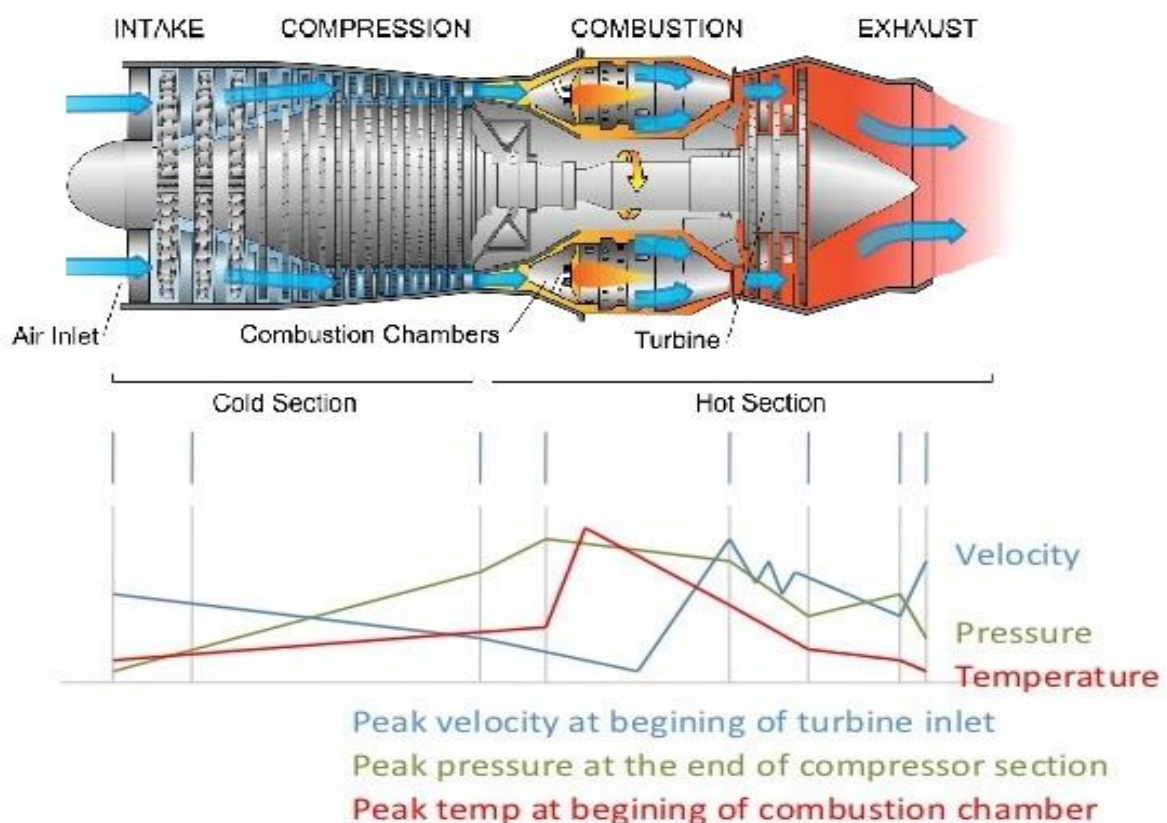 INTAKE COMPRESSION COMBUSTION EXHAUST
Air Inlet Combustion Chambers Turbine
Cold Section Hot Section
Velocity
Pressure
Temperature
Peak velocity at begining of turbine inlet
Peak pressure at the end of compressor section
Peak temp at begining of combustion chamber